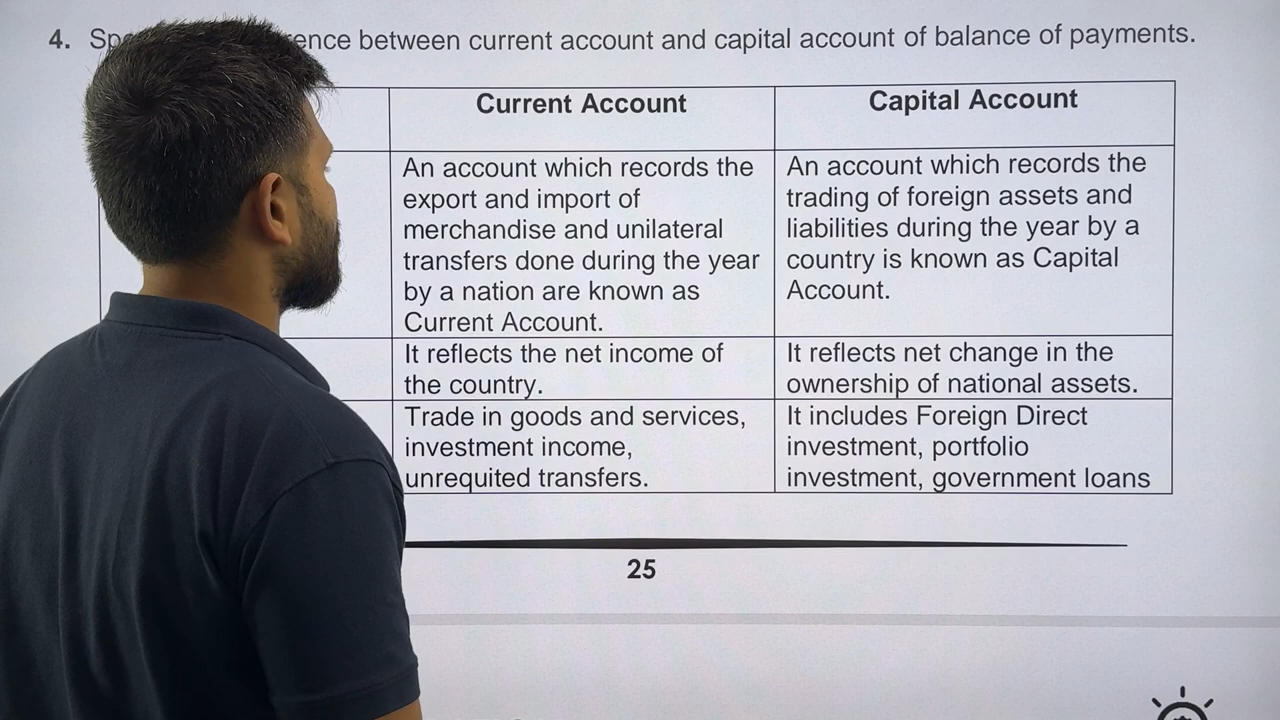 4. Sp ence between current account and capital account of balance of payments.
Current Account
Capital Account
An account which records the
export and import of
merchandise and unilateral
transfers done during the year
by a nation are known as
Current Account.
An account which records the
trading of foreign assets and
liabilities during the year by a
country is known as Capital
Account.
It reflects the net income of
the country.
It reflects net change in the
ownership of national assets.
Trade in goods and services,
investment income,
unrequited transfers.
It includes Foreign Direct
investment, portfolio
investment, government loans
25